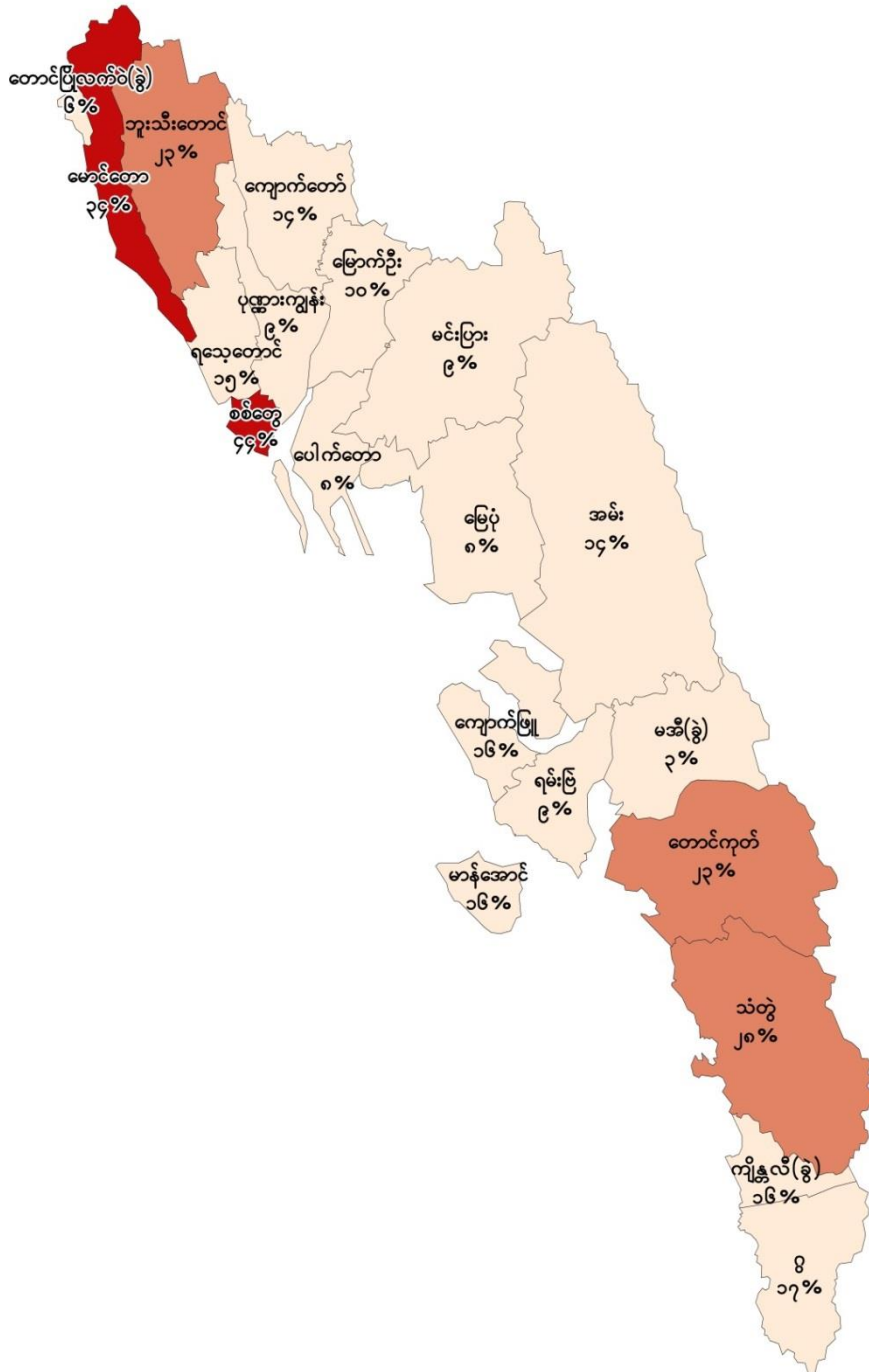 တောင်ပြိုလက်ဝဲ(ခွဲ)
၆%
ဘူးသီးတောင်
၂၃%
မောင်တော
၃၄%
ကျောက်တော်
၁၄%
မြောက်ဦး
၁၀%
ပုဏ္ဏားကျွန်း
၉%
မင်းပြား
၉%
ရသေ့တောင်
၁၅%
စစ်တွေ
၄၄%
ပေါက်တော
၈%
မြေပုံ
၈%
အမ်း
၁၄%
ကျောက်ဖြူ
၁၆%
မအီ(ခွဲ)
၃%
ရမ်းဗြဲ
၉%
တောင်ကုတ်
၂၃%
မာန်အောင်
၁၆%
သံတွဲ
၂၈%
ကျိန္တလီ(ခွဲ)
၁၆%
ဂွ
၁၇%